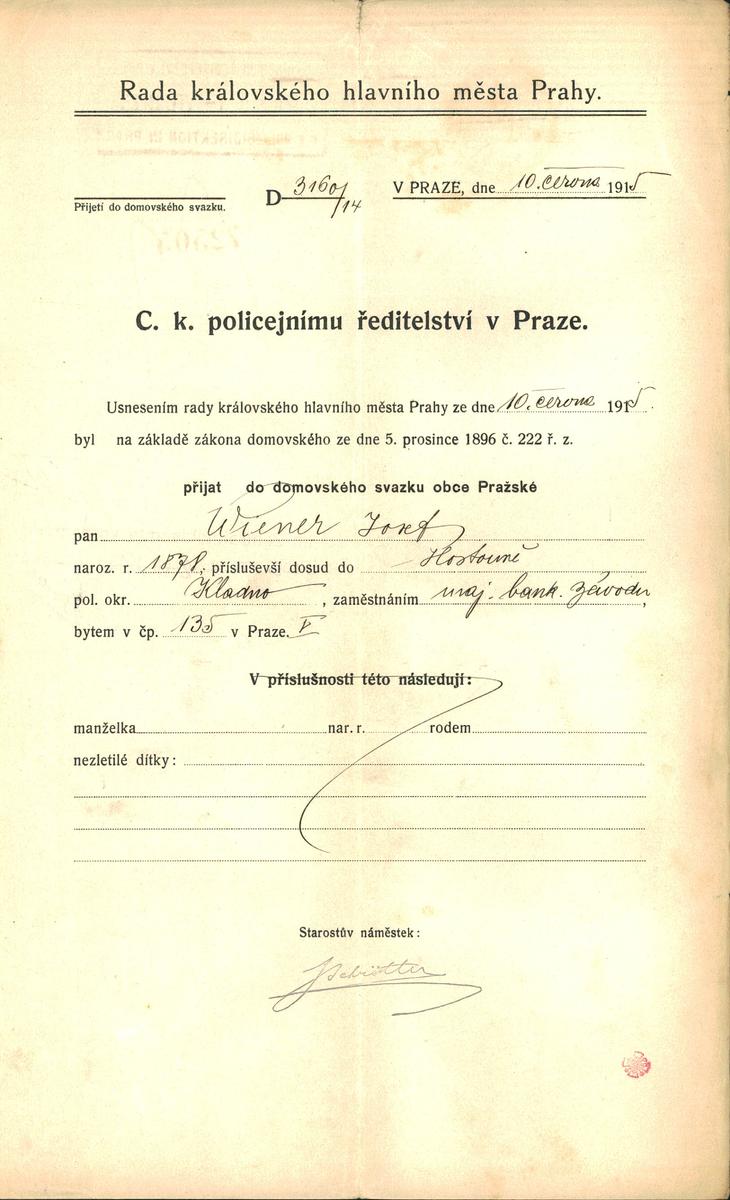 Rada královského hlavního města Prahy.
Přijetí do domovského svazku.
D 3160/14
V PRAZE, dne 10. června 1915
C. k. policejnímu ředitelství v Praze.
Usnesením rady královského hlavního města Prahy ze dne 10. června 1915
byl na základě zákona domovského ze dne 5. prosince 1896 č. 222 ř. z.
přijat do domovského svazku obce Pražské
pan Wiener Josef
naroz. r. 1878, přísluševší dosud do Hostouně
pol. okr. Kladno, zaměstnáním maj. bank. závodu,
bytem v čp. 135 v Praze. V
V příslušnosti této následují:
manželka nar. r. rodem
nezletilé dítky:
Starostův náměstek: